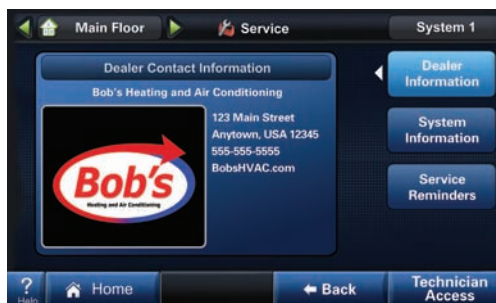 Main Floor
Service
System 1
Dealer Contact Information
Bob's Heating and Air Conditioning
123 Main Street
Anytown, USA 12345
555-555-5555
BobsHVAC.com
Bob's
Heating and Air Conditioning
Dealer
Information
System
Information
Service
Reminders
?
Help
Home
Back
Technician
Access